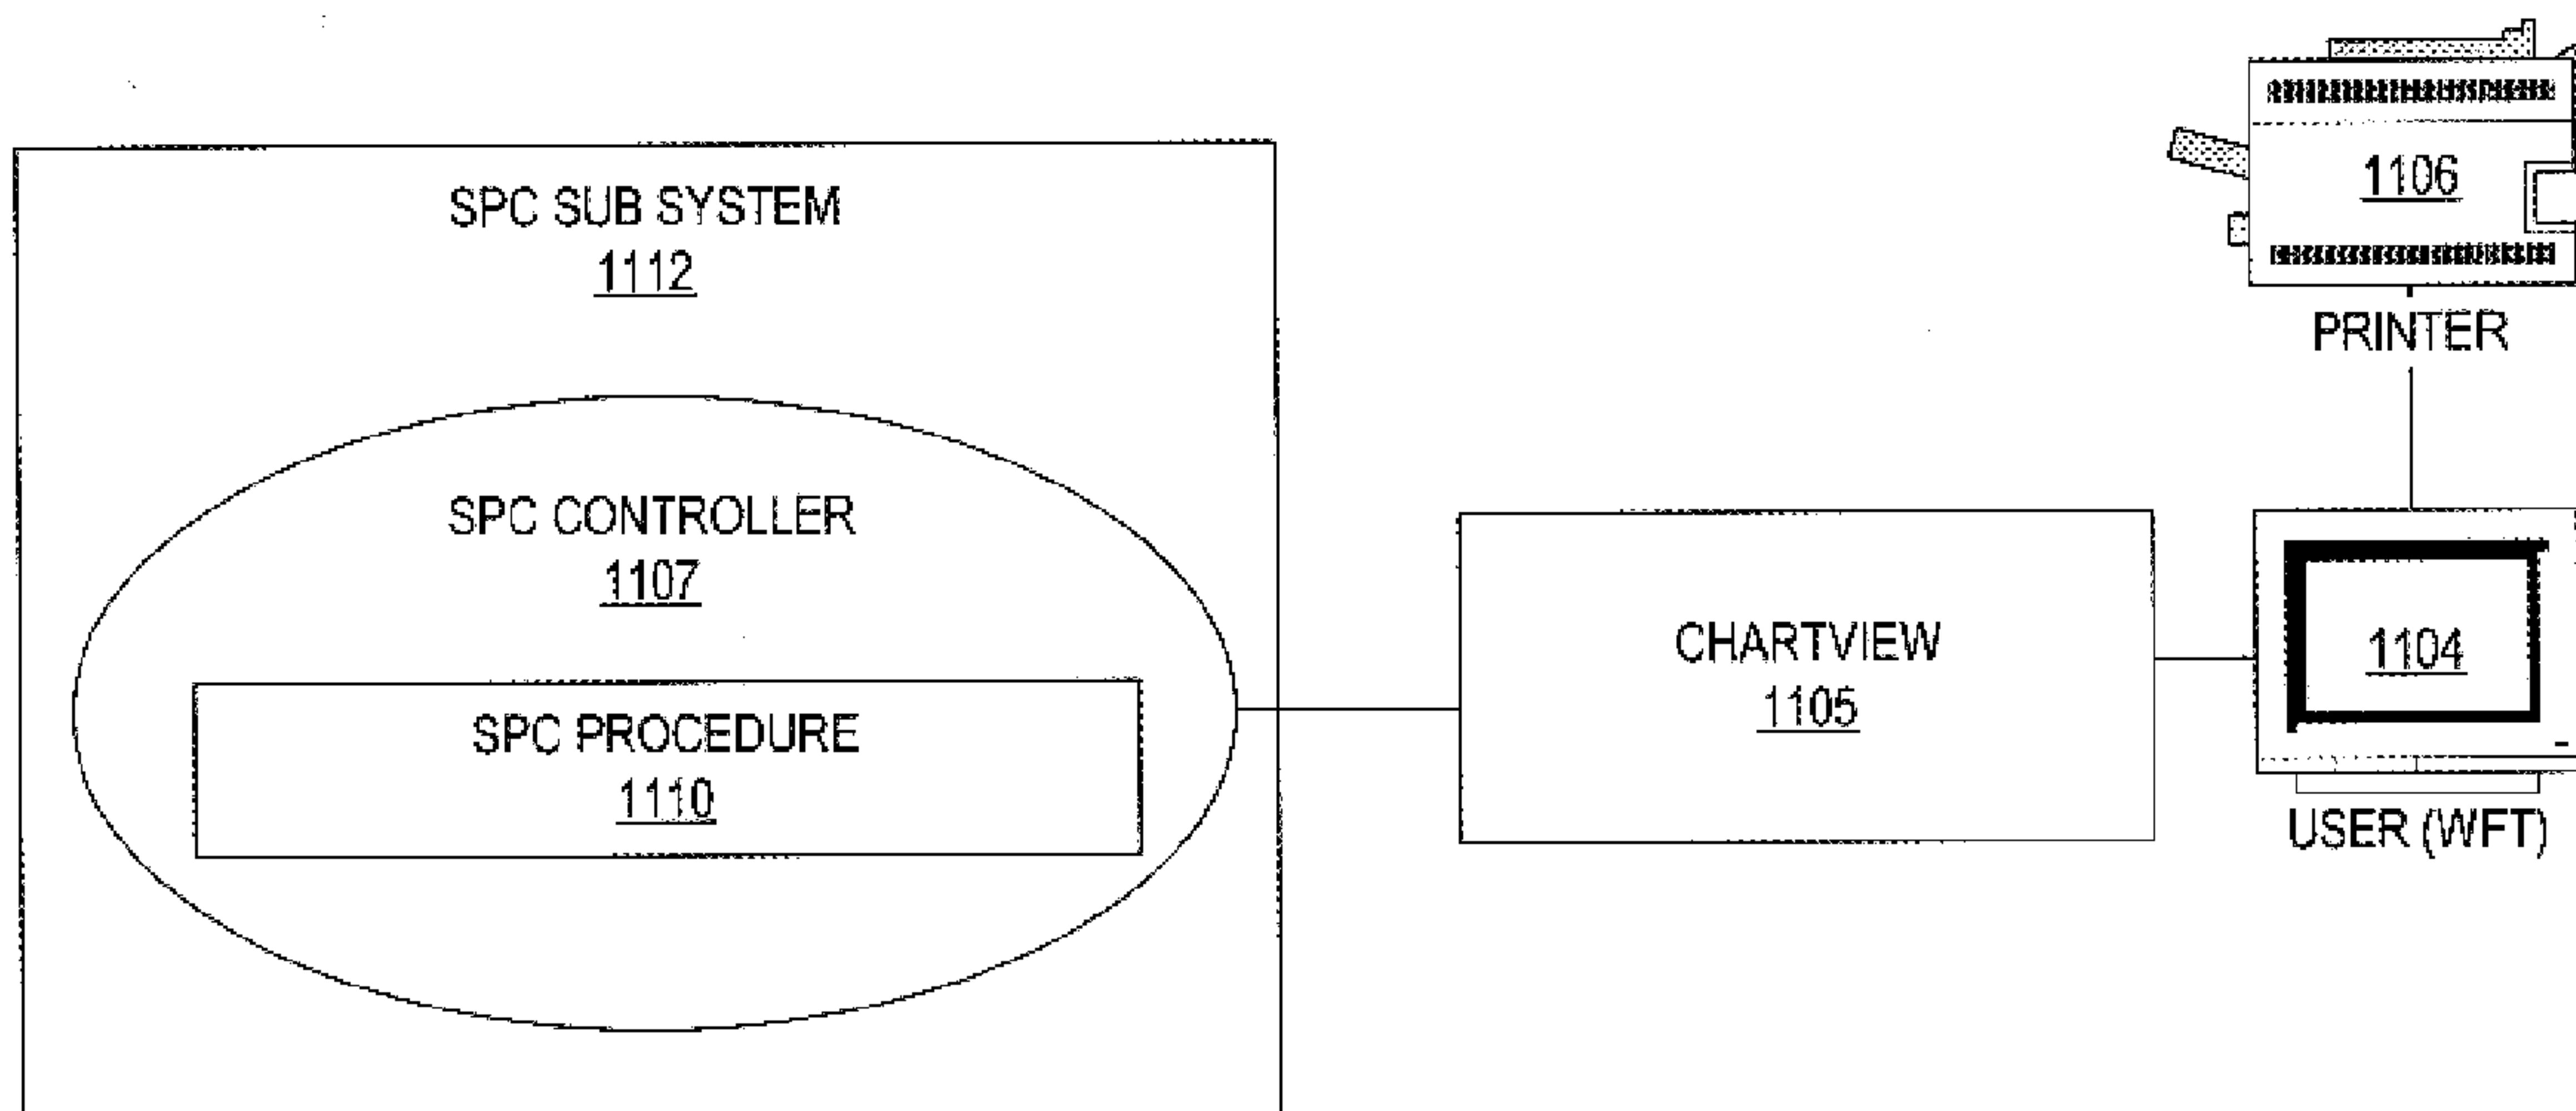 SPC SUB SYSTEM
1112
SPC CONTROLLER
1107
SPC PROCEDURE
1110
CHARTVIEW
1105
1106
PRINTER
1104
USER (WFT)